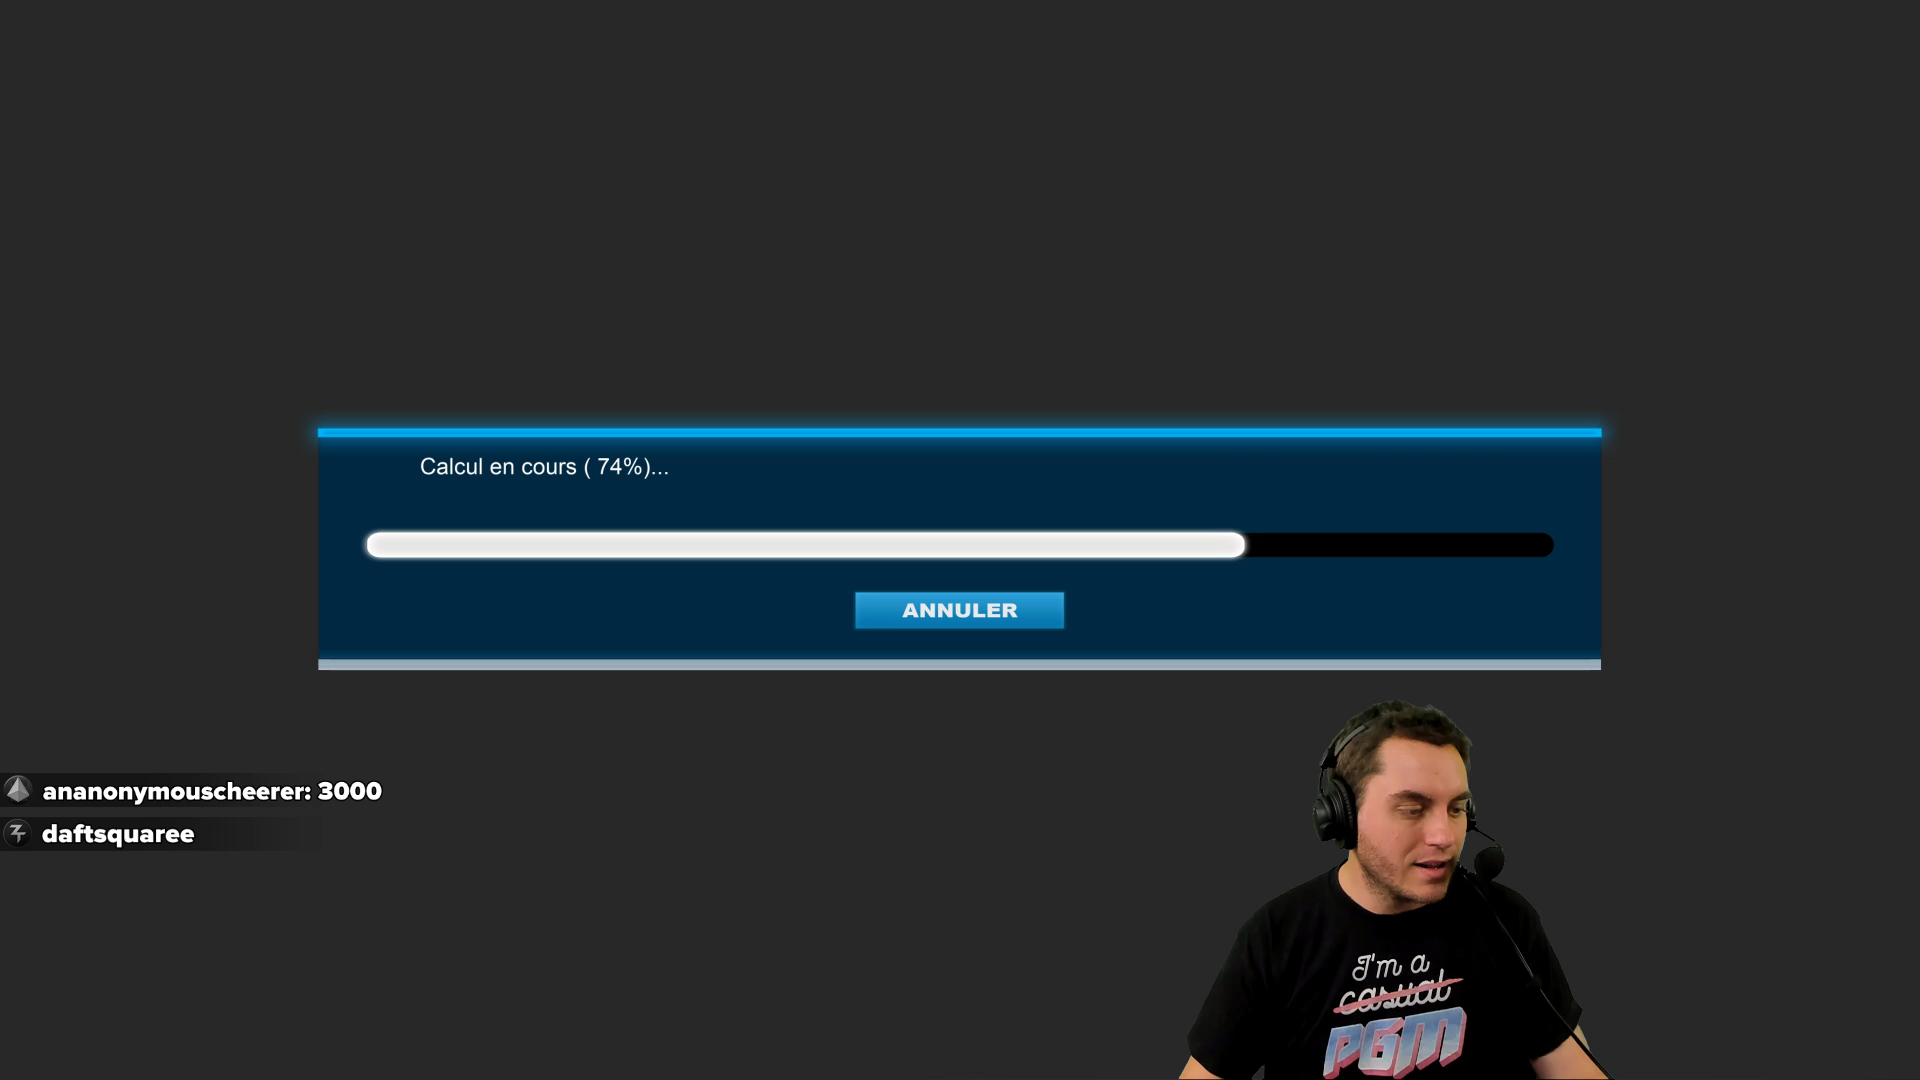 Calcul en cours ( 74%)...
ANNULER
ananonymouscheerer: 3000
daftsquaree
I'm a
casual
PGM